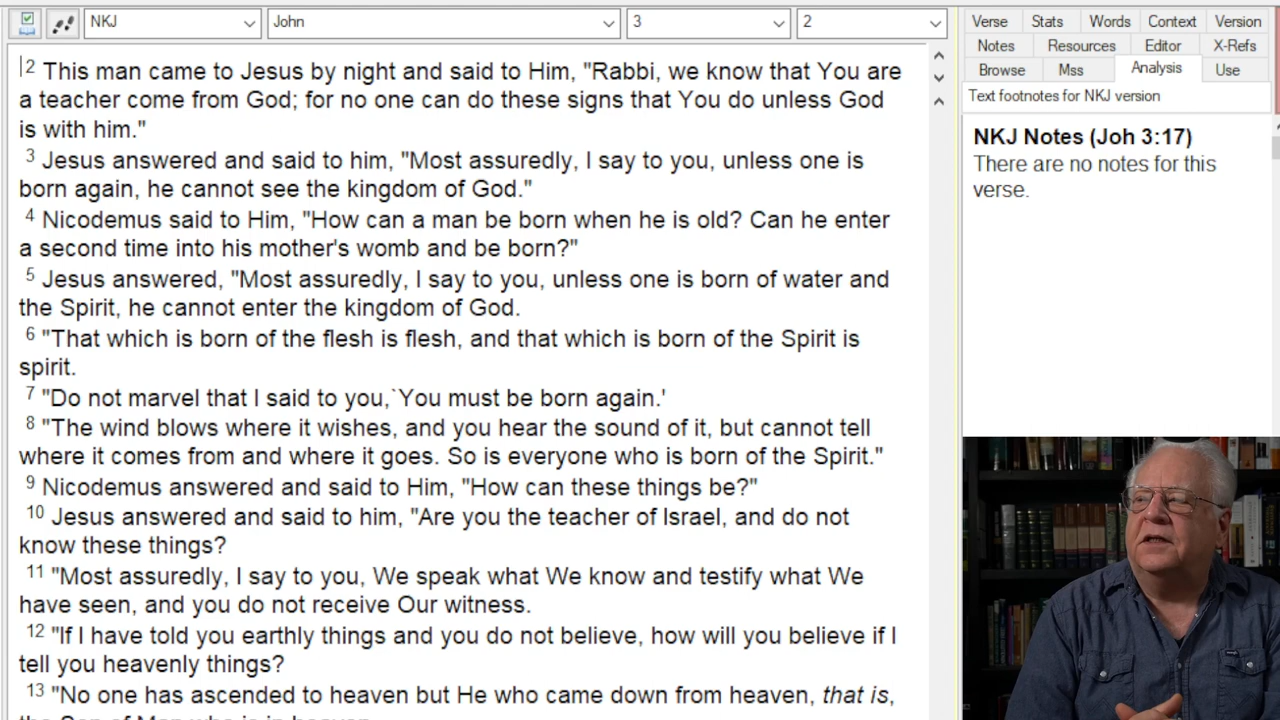 NKJ John 3 2
2 This man came to Jesus by night and said to Him, "Rabbi, we know that You are
a teacher come from God; for no one can do these signs that You do unless God
is with him."
3 Jesus answered and said to him, "Most assuredly, I say to you, unless one is
born again, he cannot see the kingdom of God."
4 Nicodemus said to Him, "How can a man be born when he is old? Can he enter
a second time into his mother's womb and be born?"
5 Jesus answered, "Most assuredly, I say to you, unless one is born of water and
the Spirit, he cannot enter the kingdom of God.
6 "That which is born of the flesh is flesh, and that which is born of the Spirit is
spirit.
7 "Do not marvel that I said to you,`You must be born again.'
8 "The wind blows where it wishes, and you hear the sound of it, but cannot tell
where it comes from and where it goes. So is everyone who is born of the Spirit."
9 Nicodemus answered and said to Him, "How can these things be?"
10 Jesus answered and said to him, "Are you the teacher of Israel, and do not
know these things?
11 "Most assuredly, I say to you, We speak what We know and testify what We
have seen, and you do not receive Our witness.
12 "If I have told you earthly things and you do not believe, how will you believe if I
tell you heavenly things?
13 "No one has ascended to heaven but He who came down from heaven, that is,
the Son of Man who is in heaven
Verse Stats Words Context Version
Notes Resources Editor X-Refs
Browse Mss Analysis Use
Text footnotes for NKJ version
NKJ Notes (Joh 3:17)
There are no notes for this
verse.